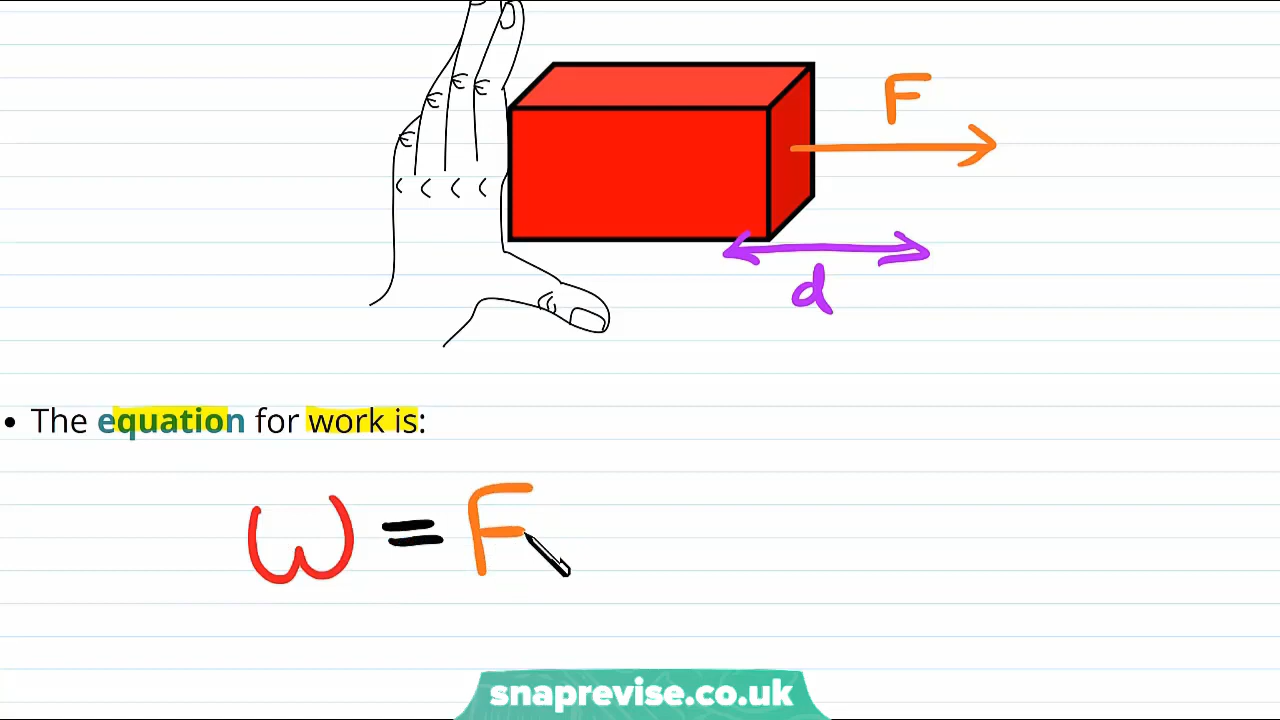 F
d
• The equation for work is:
W = F
snaprevise.co.uk